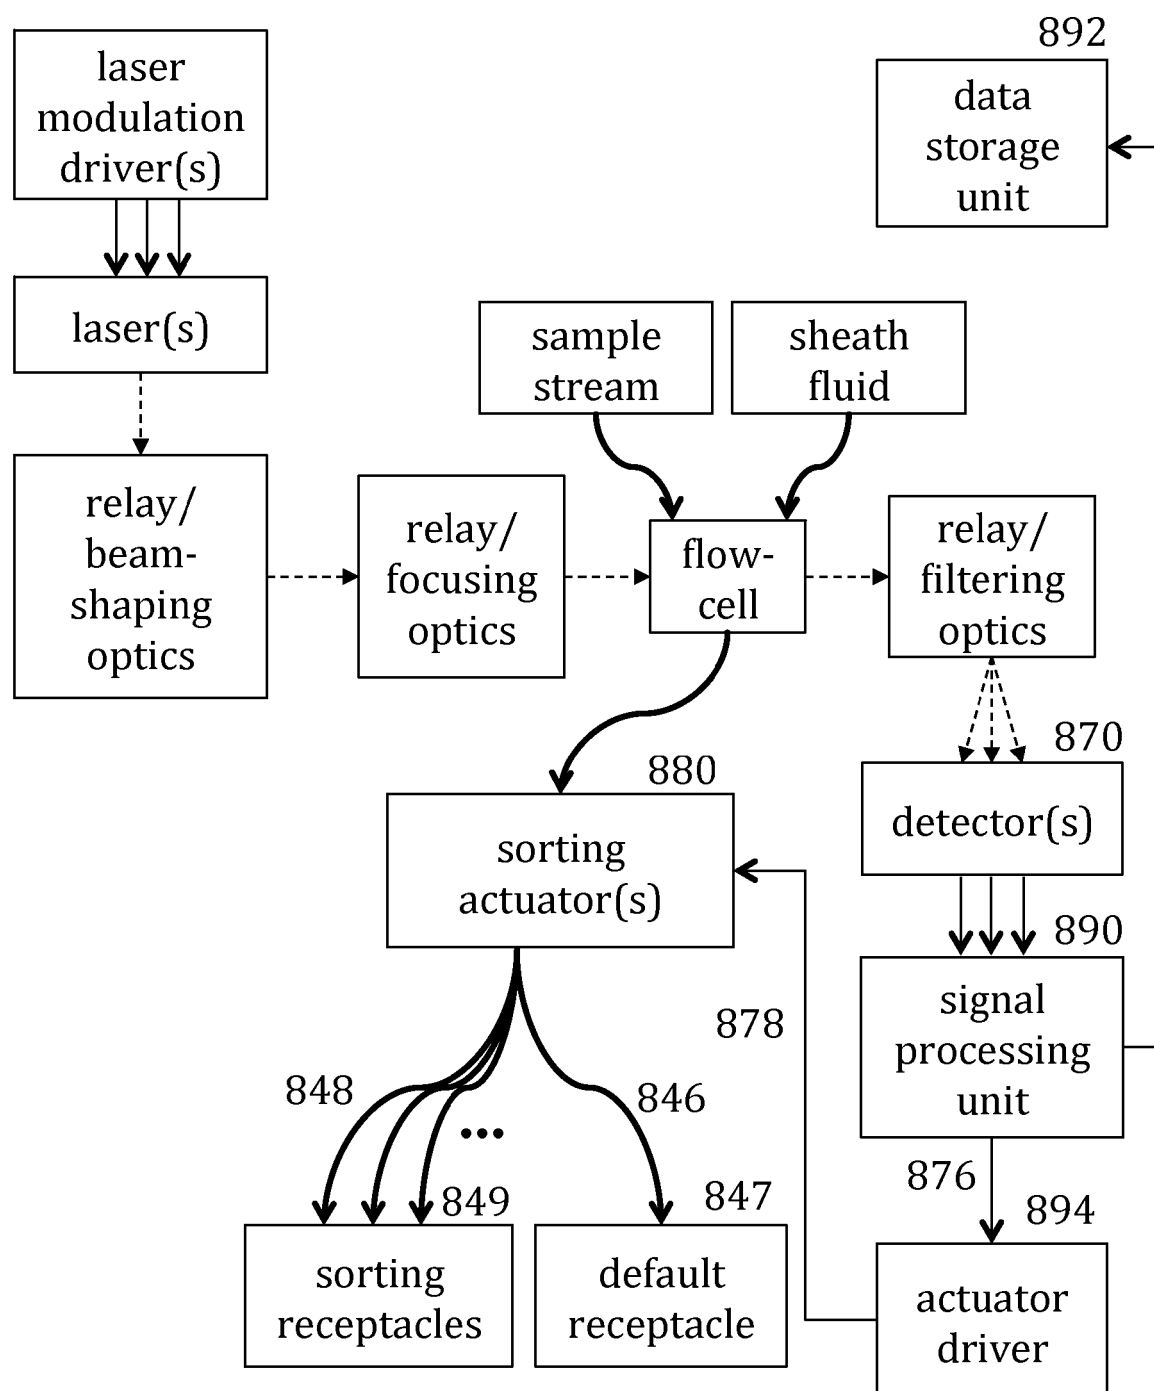 laser
modulation
driver(s)
892
data
storage
unit
laser(s)
sample
stream
sheath
fluid
relay/
beam-
shaping
optics
relay/
focusing
optics
flow-
cell
relay/
filtering
optics
880
870
sorting
actuator(s)
detector(s)
890
878
signal
processing
unit
848
846
•••
876
849
847
894
sorting
receptacles
default
receptacle
actuator
driver